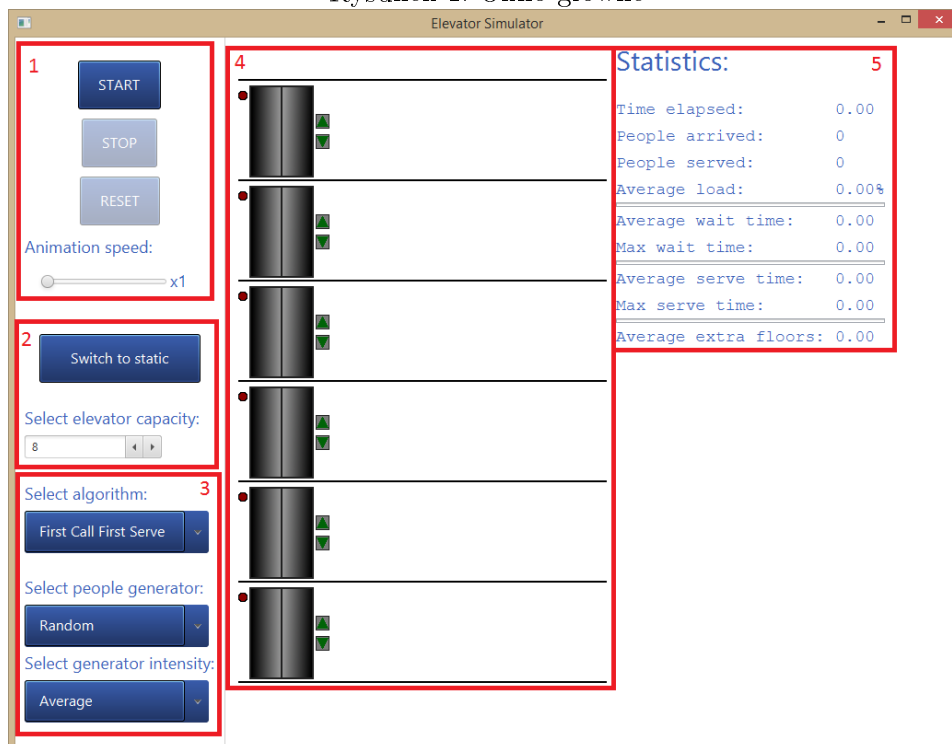 Elevator Simulator
1
START
STOP
RESET
Animation speed:
x1
2
Switch to static
Select elevator capacity:
8
3
Select algorithm:
First Call First Serve
Select people generator:
Random
Select generator intensity:
Average
4
5
Statistics:
Time elapsed: 0.00
People arrived: 0
People served: 0
Average load: 0.00%
Average wait time: 0.00
Max wait time: 0.00
Average serve time: 0.00
Max serve time: 0.00
Average extra floors: 0.00